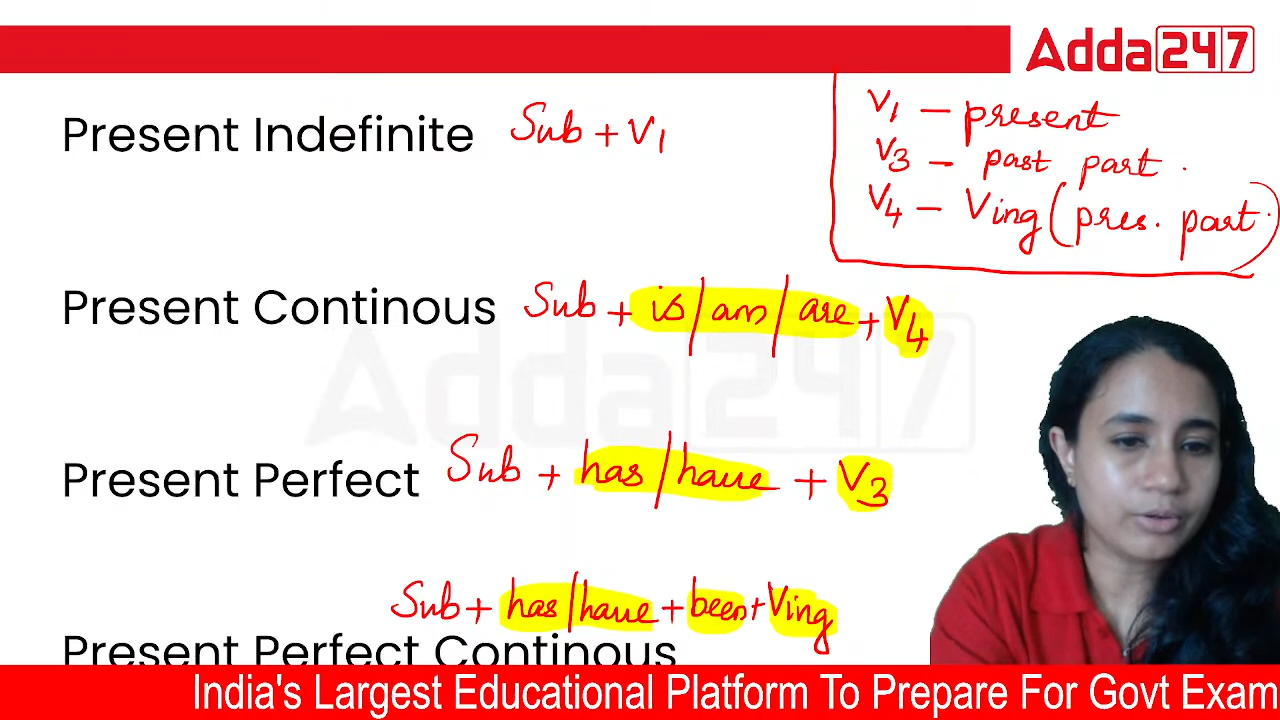 Adda247
V1 – present
V3 – past part.
V4 – Ving (pres. part.)
Present Indefinite Sub + V1
Present Continous Sub + is/am/are + V4
Adda247
Present Perfect Sub + has/have + V3
Sub + has/have + been + Ving
Present Perfect Continous
India's Largest Educational Platform To Prepare For Govt Exam